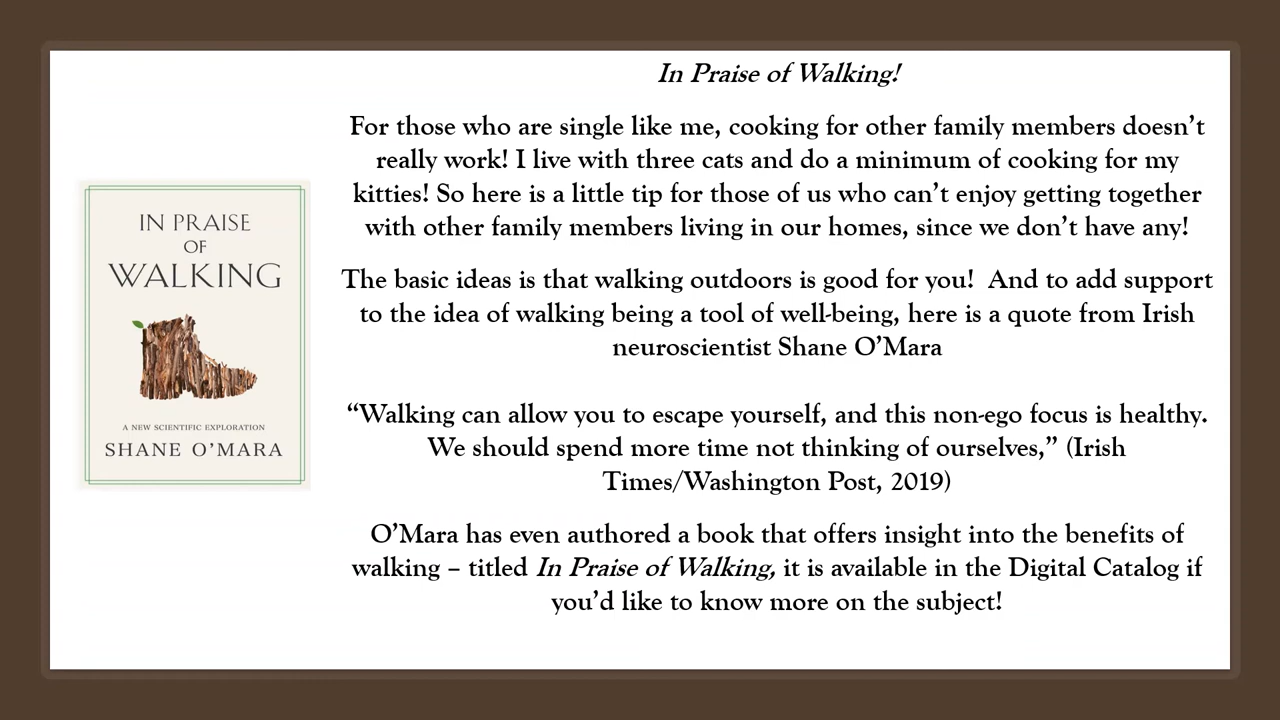 In Praise of Walking!
For those who are single like me, cooking for other family members doesn’t
really work! I live with three cats and do a minimum of cooking for my
kitties! So here is a little tip for those of us who can’t enjoy getting together
with other family members living in our homes, since we don’t have any!
The basic ideas is that walking outdoors is good for you!  And to add support
to the idea of walking being a tool of well-being, here is a quote from Irish
neuroscientist Shane O’Mara
“Walking can allow you to escape yourself, and this non-ego focus is healthy.
We should spend more time not thinking of ourselves,” (Irish
Times/Washington Post, 2019)
O’Mara has even authored a book that offers insight into the benefits of
walking – titled In Praise of Walking, it is available in the Digital Catalog if
you’d like to know more on the subject!
IN PRAISE
OF
WALKING
A NEW SCIENTIFIC EXPLORATION
SHANE O’MARA